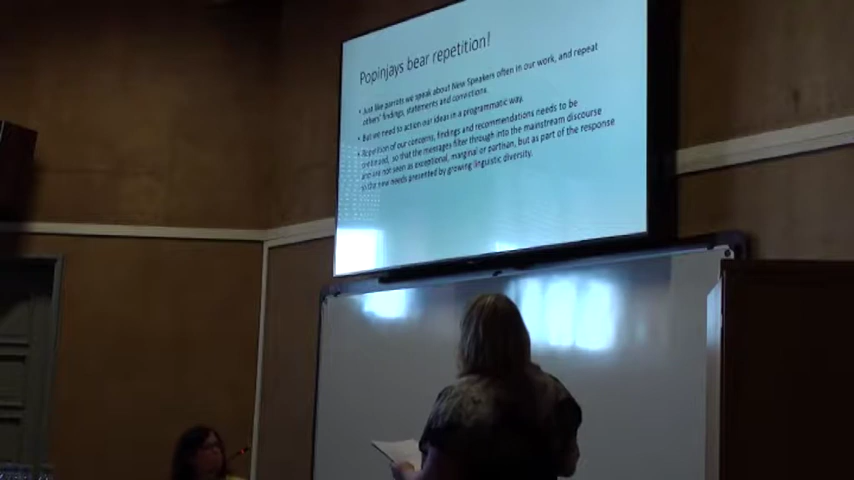 Popinjays bear repetition!
• Just like parrots we speak about New Speakers often in our work, and repeat
others' findings, statements and convictions.
• But we need to action our ideas in a programmatic way.
• Repetition of our concerns, findings and recommendations needs to be
continued, so that the messages filter through into the mainstream discourse
and are not seen as exceptional, marginal or partisan, but as part of the response
to the new needs presented by growing linguistic diversity.